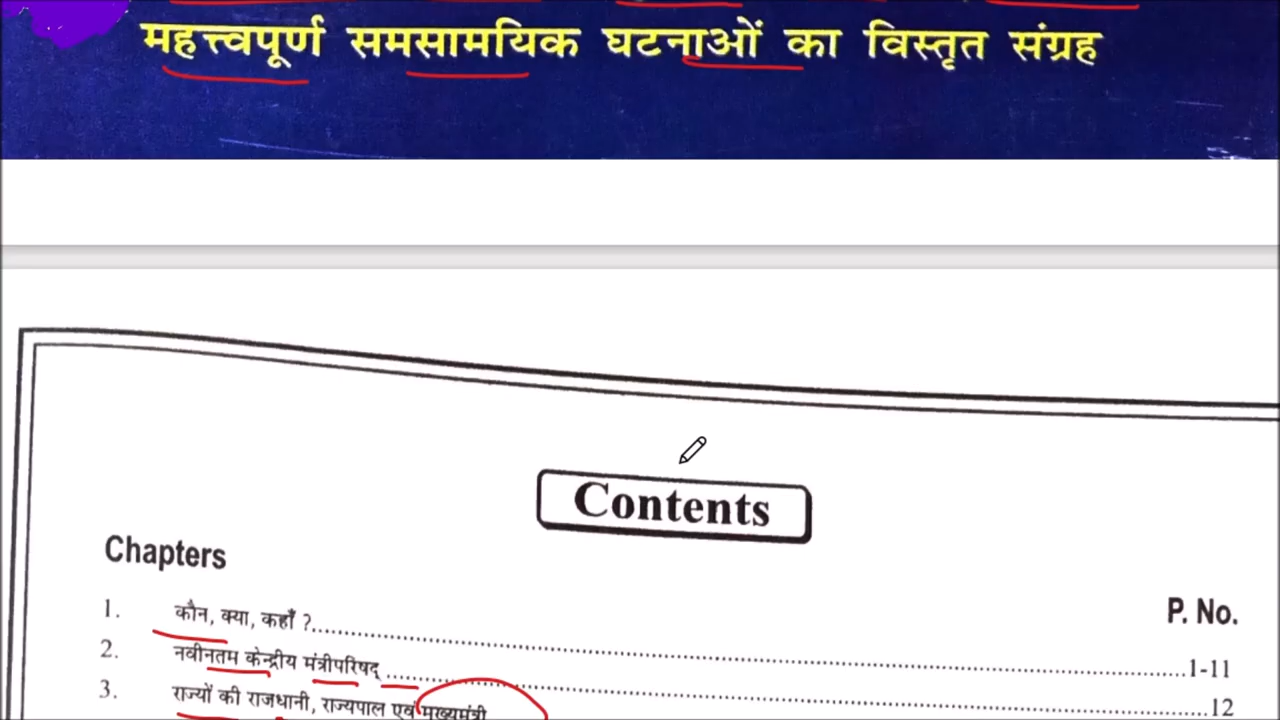 महत्त्वपूर्ण समसामयिक घटनाओं का विस्तृत संग्रह
Contents
Chapters
P. No.
1. कौन, क्या, कहाँ ?....................1-11
2. नवीनतम केन्द्रीय मंत्रीपरिषद् ....................12
3. राज्यों की राजधानी, राज्यपाल एवं मुख्यमंत्री